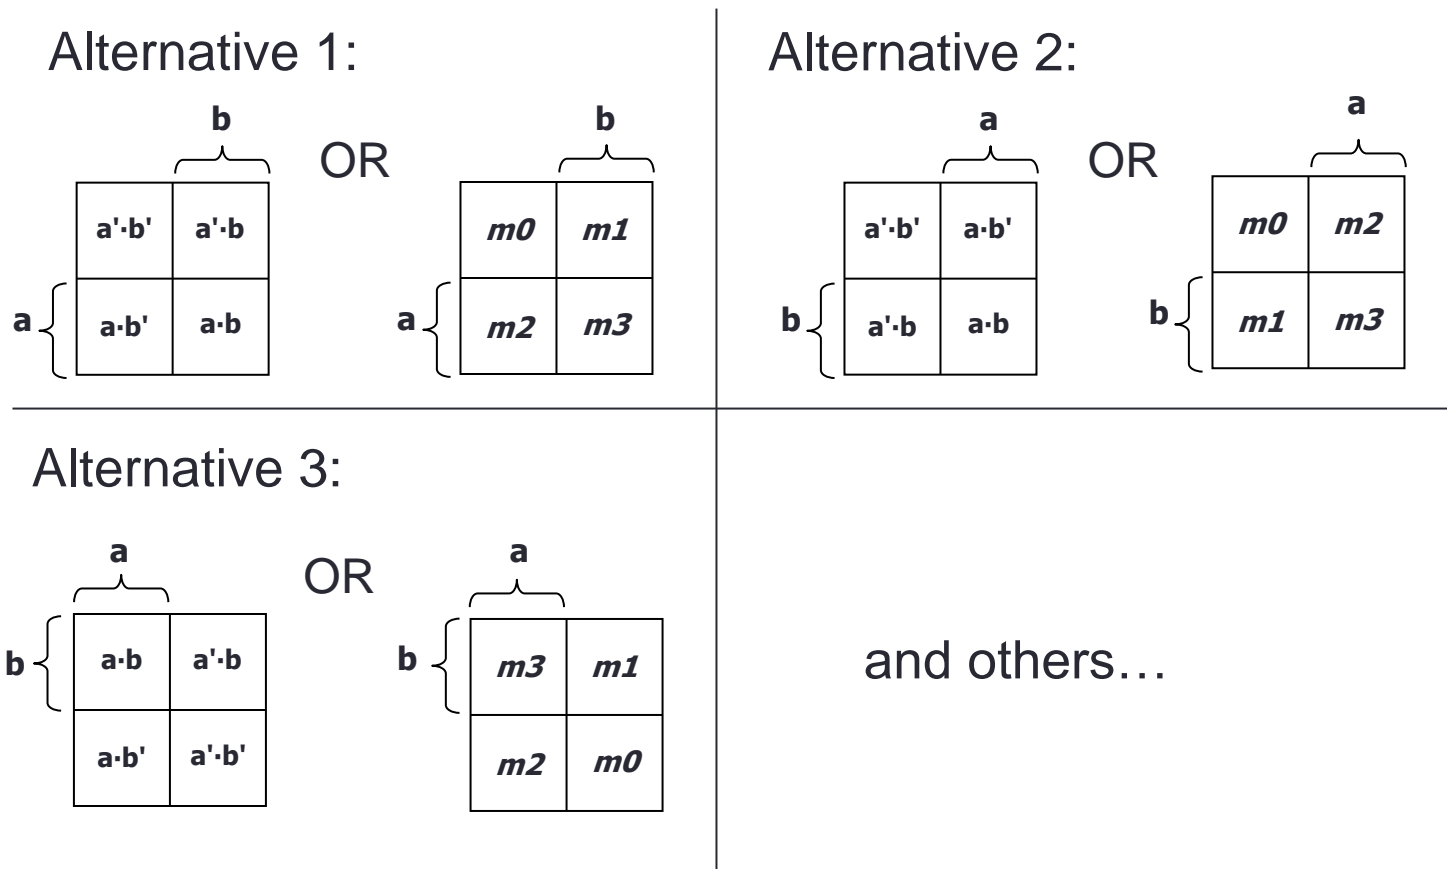 Alternative 1:
b
OR
b
a'·b' a'·b
m0 m1
a
a·b' a·b
a
m2 m3
Alternative 2:
a
OR
a
a'·b' a·b'
m0 m2
b
a'·b a·b
b
m1 m3
Alternative 3:
a
OR
a
b
a·b a'·b
b
m3 m1
a·b' a'·b'
m2 m0
and others…